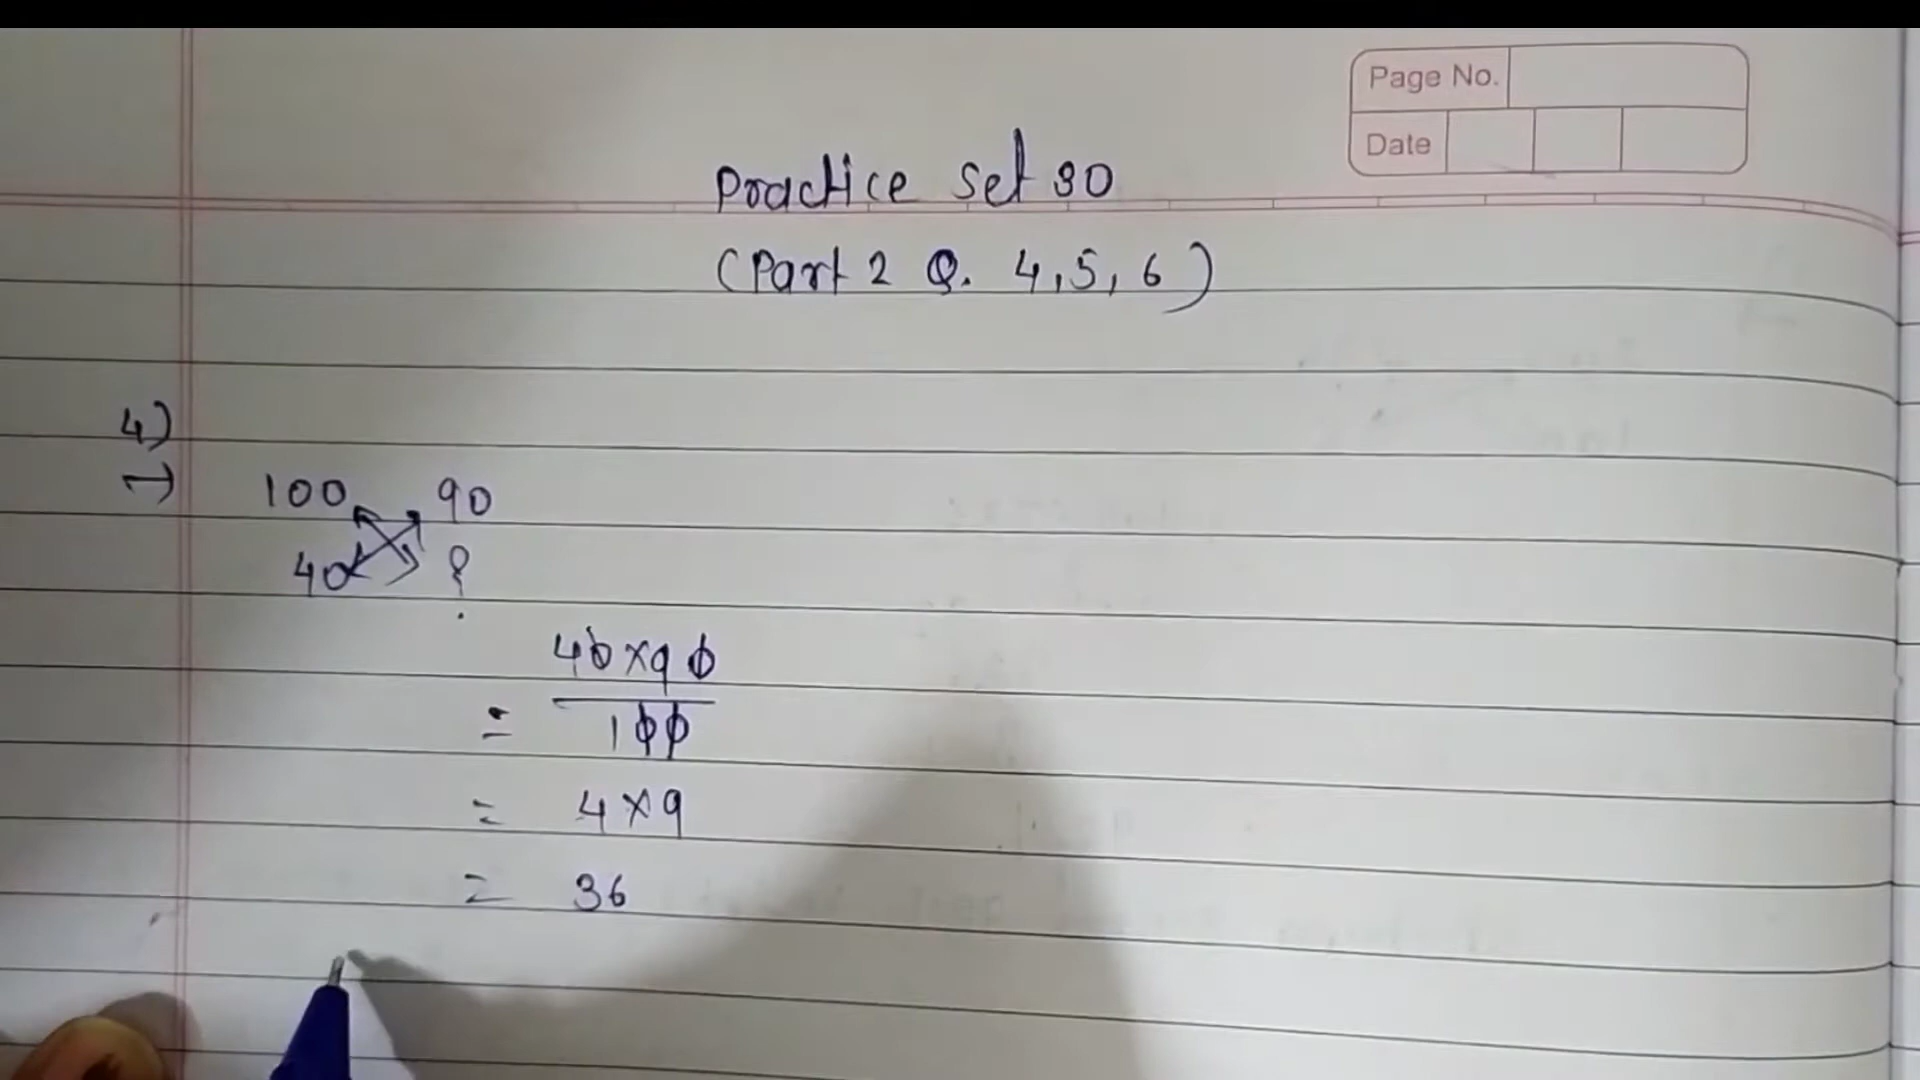 Page No.
Date
Practice Set 30
(Part 2 Q. 4,5,6)
4)
1)
100 90
40 ?
= 40×90
100
= 4×9
= 36